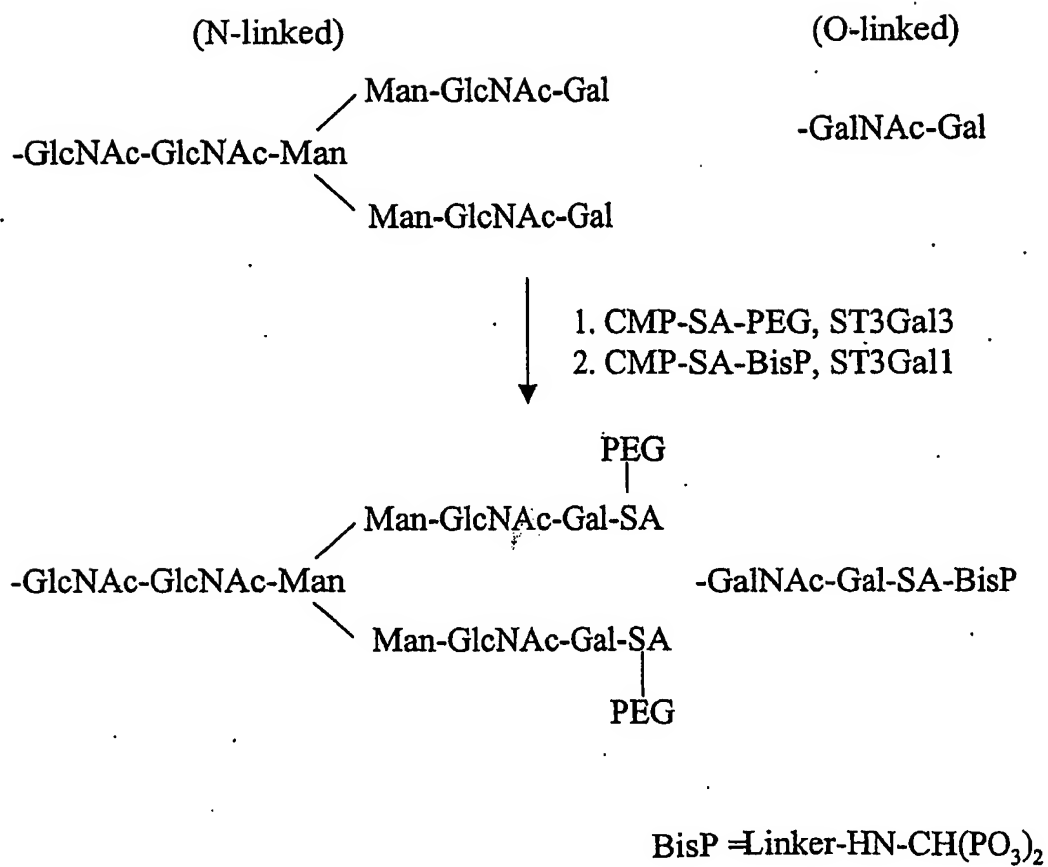 (N-linked)
(O-linked)
Man-GlcNAc-Gal
-GalNAc-Gal
-GlcNAc-GlcNAc-Man
Man-GlcNAc-Gal
1. CMP-SA-PEG, ST3Gal3
2. CMP-SA-BisP, ST3Gal1
PEG
Man-GlcNAc-Gal-SA
-GlcNAc-GlcNAc-Man
-GalNAc-Gal-SA-BisP
Man-GlcNAc-Gal-SA
PEG
BisP =Linker-HN-CH(PO₃)₂